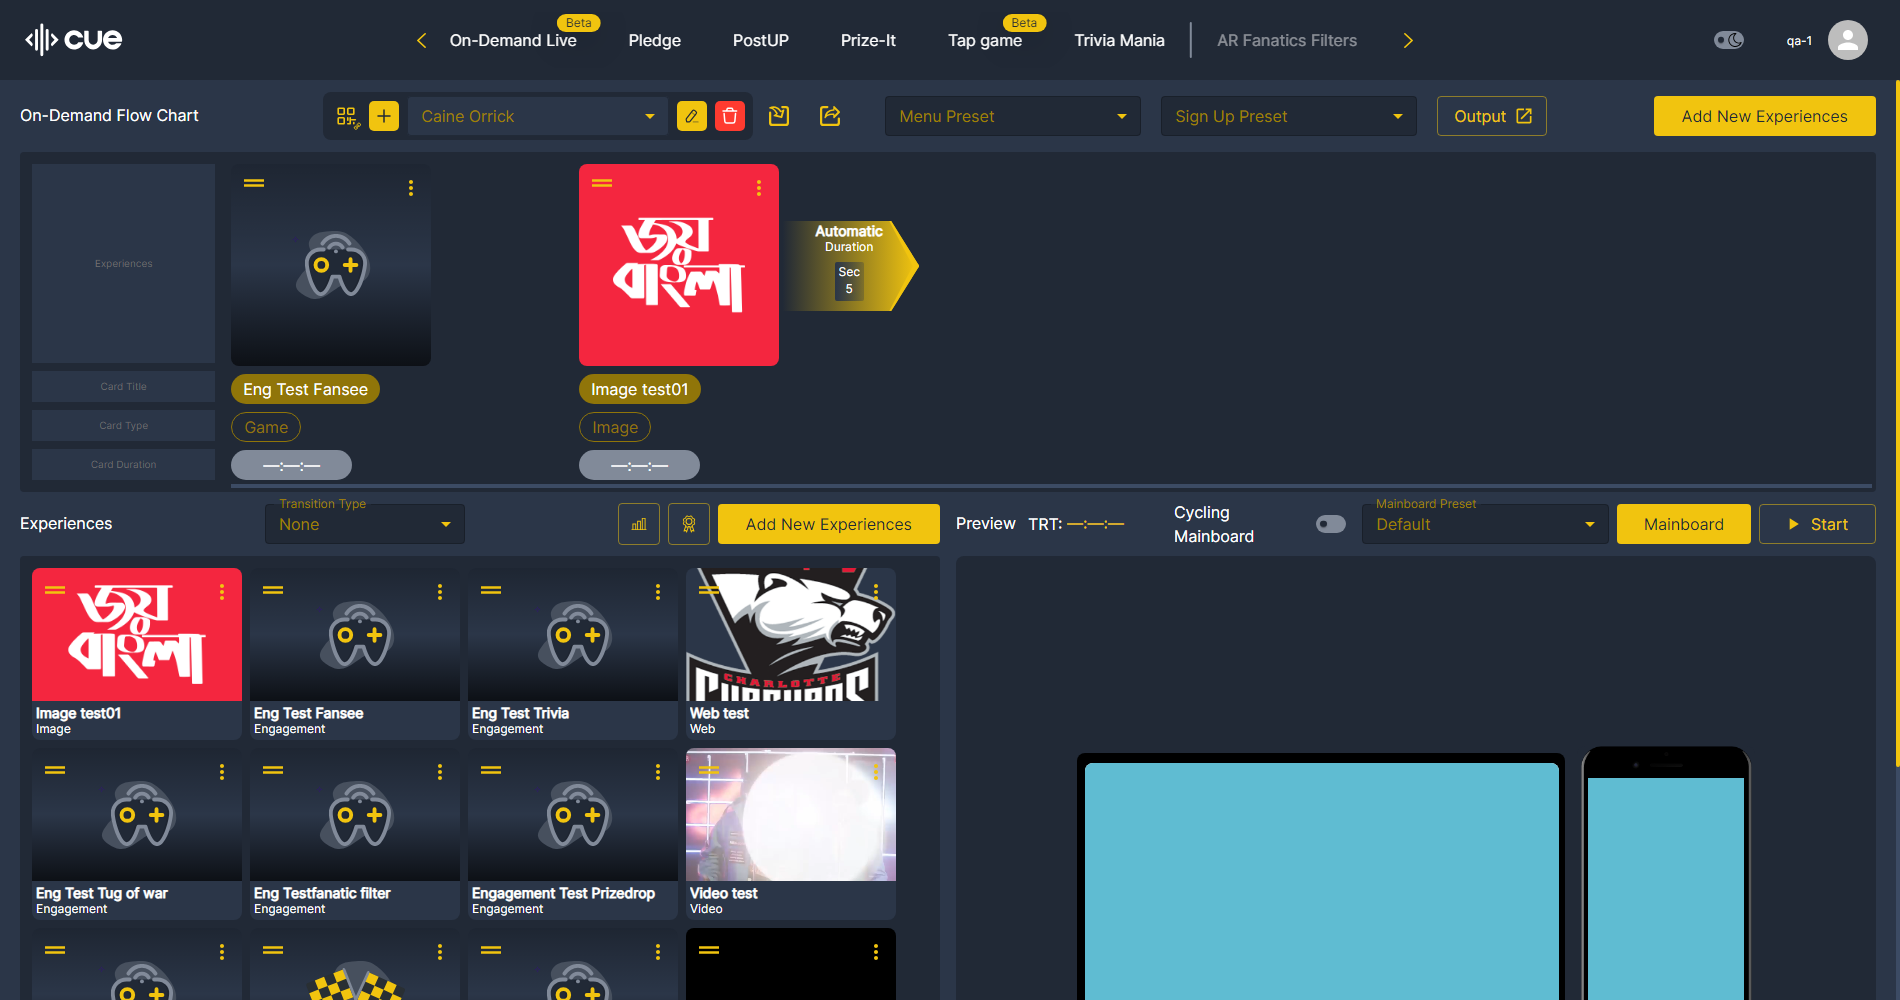 cue
On-Demand Live
Beta
Pledge
PostUP
Prize-It
Tap game
Beta
Trivia Mania
AR Fanatics Filters
qa-1
On-Demand Flow Chart
Caine Orrick
Menu Preset
Sign Up Preset
Output
Add New Experiences
Experiences
Card Title
Card Type
Card Duration
Eng Test Fansee
Game
—:—:—
জয়
বাংলা
Image test01
Image
—:—:—
Automatic
Duration
Sec
5
Experiences
Transition Type
None
Add New Experiences
Preview
TRT: —:—:—
Cycling
Mainboard
Mainboard Preset
Default
Mainboard
Start
জয়
বাংলা
Image test01
Image
Eng Test Fansee
Engagement
Eng Test Trivia
Engagement
CHARLOTTE
Web test
Web
Eng Test Tug of war
Engagement
Eng Testfanatic filter
Engagement
Engagement Test Prizedrop
Engagement
Video test
Video